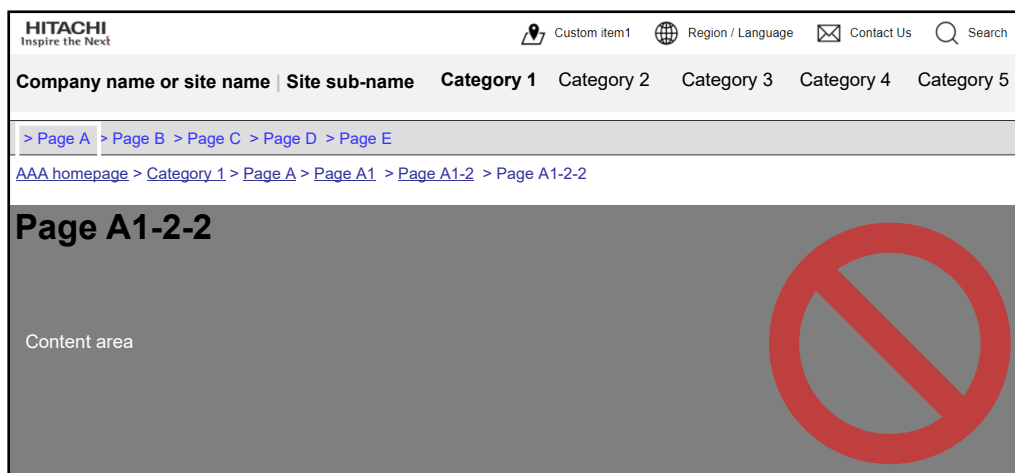 HITACHI
Inspire the Next
Custom item1 Region / Language Contact Us Search
Company name or site name | Site sub-name Category 1 Category 2 Category 3 Category 4 Category 5
> Page A > Page B > Page C > Page D > Page E
AAA homepage > Category 1 > Page A > Page A1 > Page A1-2 > Page A1-2-2
Page A1-2-2
Content area